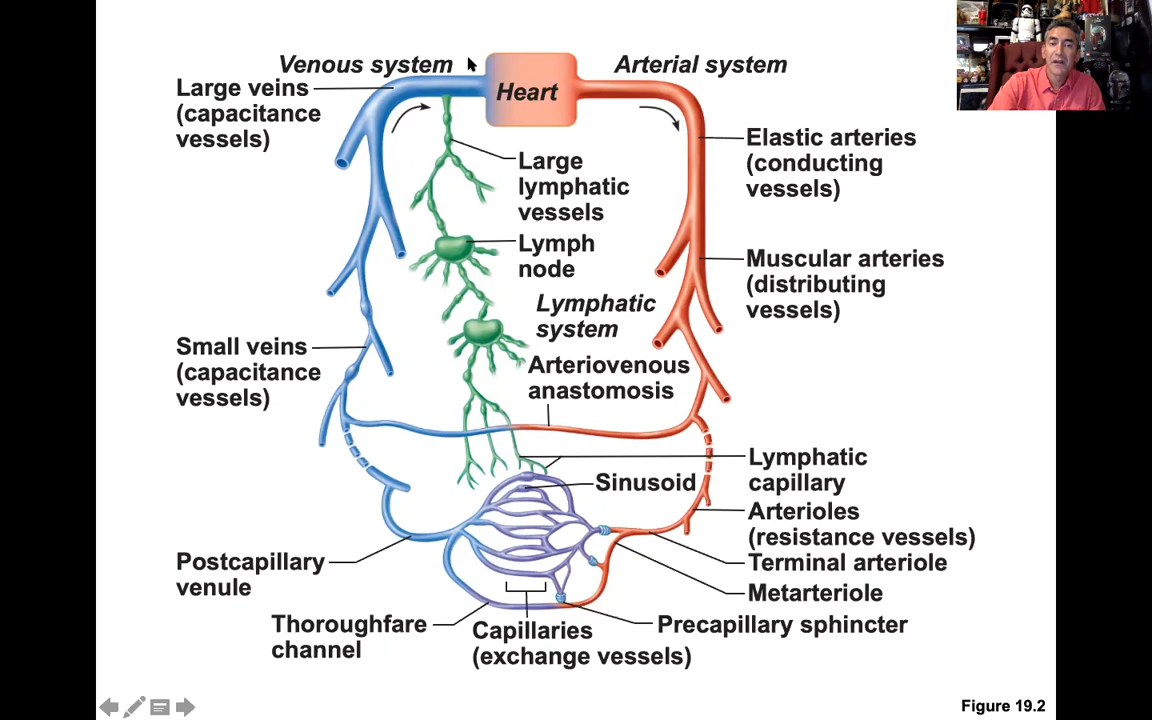 Venous system
Heart
Arterial system
Large veins
(capacitance
vessels)
Elastic arteries
(conducting
vessels)
Large
lymphatic
vessels
Lymph
node
Muscular arteries
(distributing
vessels)
Lymphatic
system
Small veins
(capacitance
vessels)
Arteriovenous
anastomosis
Lymphatic
capillary
Sinusoid
Arterioles
(resistance vessels)
Terminal arteriole
Postcapillary
venule
Metarteriole
Thoroughfare
channel
Capillaries
(exchange vessels)
Precapillary sphincter
Figure 19.2